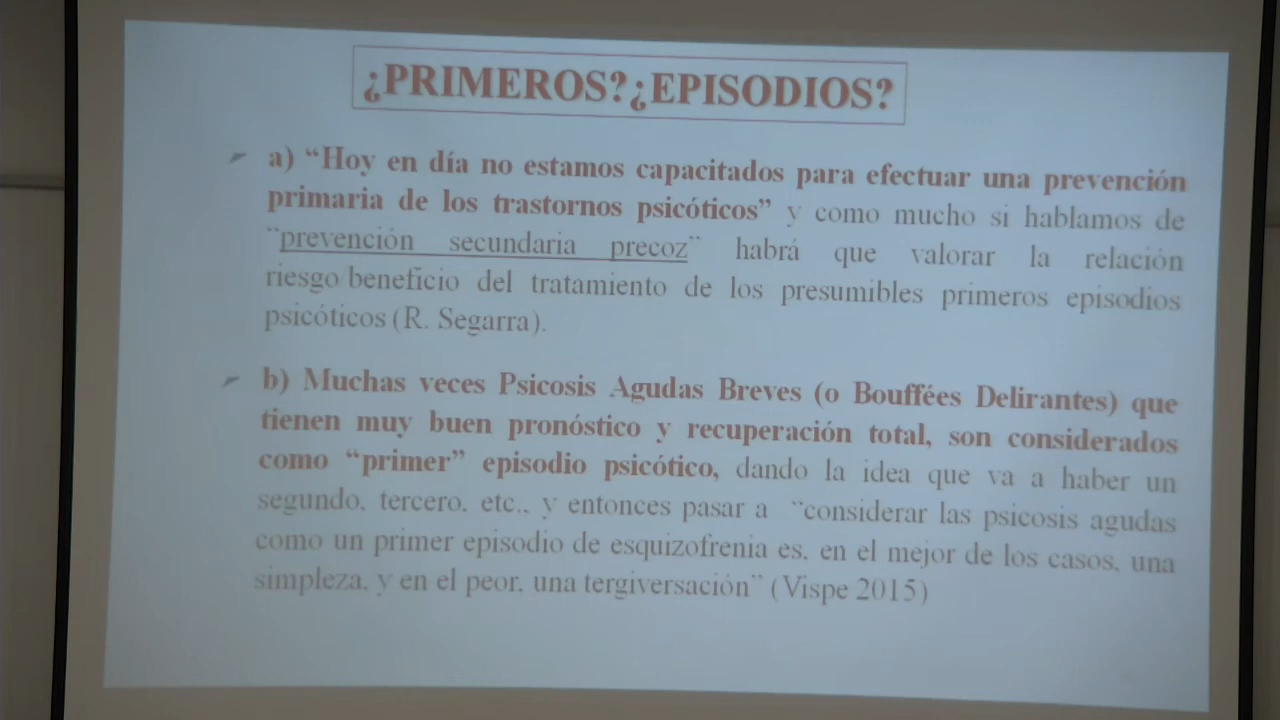 ¿PRIMEROS?¿EPISODIOS?
a) “Hoy en día no estamos capacitados para efectuar una prevención
primaria de los trastornos psicóticos” y como mucho si hablamos de
¨prevención secundaria precoz¨ habrá que valorar la relación
riesgo/beneficio del tratamiento de los presumibles primeros episodios
psicóticos (R. Segarra).
b) Muchas veces Psicosis Agudas Breves (o Bouffées Delirantes) que
tienen muy buen pronóstico y recuperación total, son considerados
como “primer” episodio psicótico, dando la idea que va a haber un
segundo, tercero, etc., y entonces pasar a ¨considerar las psicosis agudas
como un primer episodio de esquizofrenia es, en el mejor de los casos, una
simpleza, y en el peor, una tergiversación¨ (Vispe 2015)